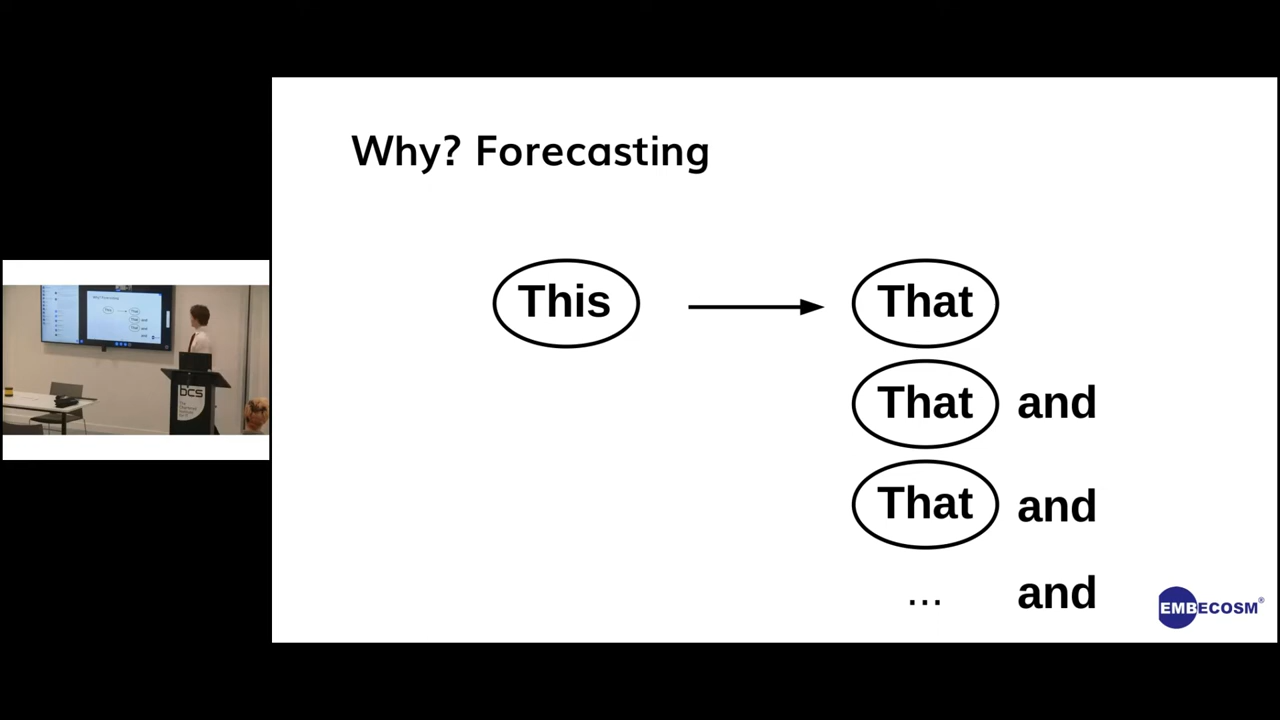 Why? Forecasting
This That
That and
That and
... and
EMBECOSM®
bcs